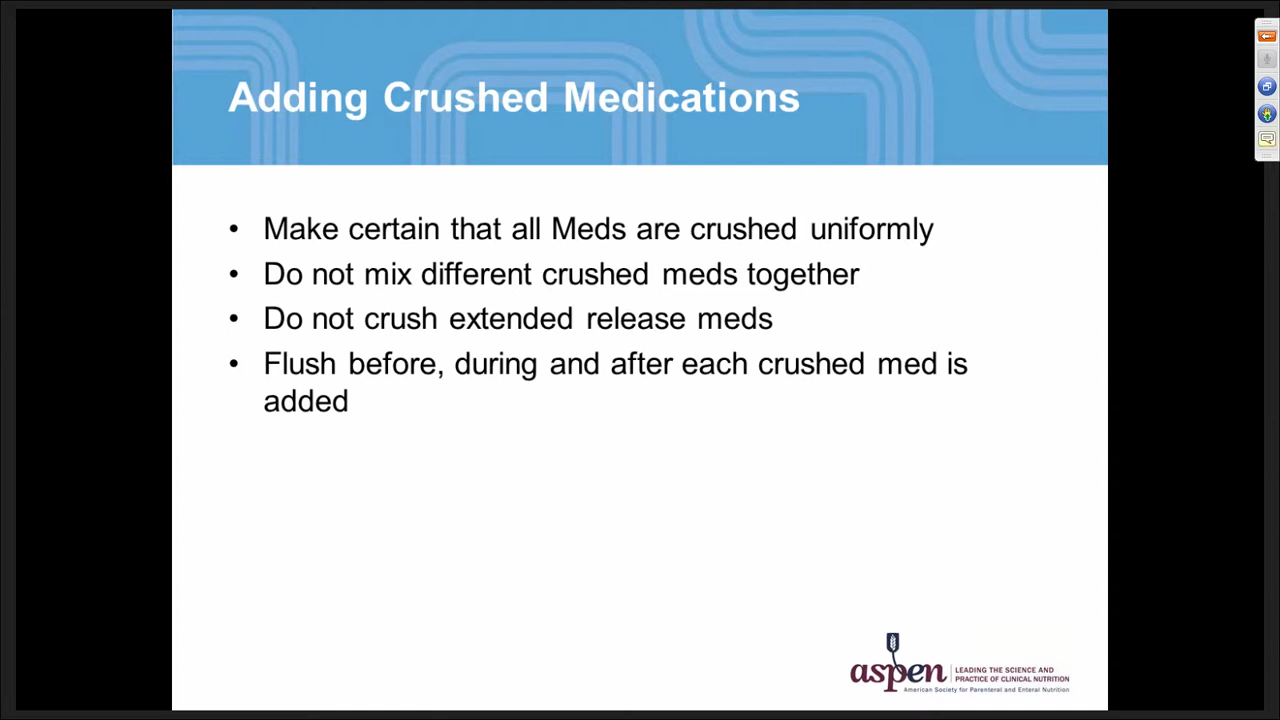 Adding Crushed Medications
• Make certain that all Meds are crushed uniformly
• Do not mix different crushed meds together
• Do not crush extended release meds
• Flush before, during and after each crushed med is
added
aspen
LEADING THE SCIENCE AND
PRACTICE OF CLINICAL NUTRITION
American Society for Parenteral and Enteral Nutrition